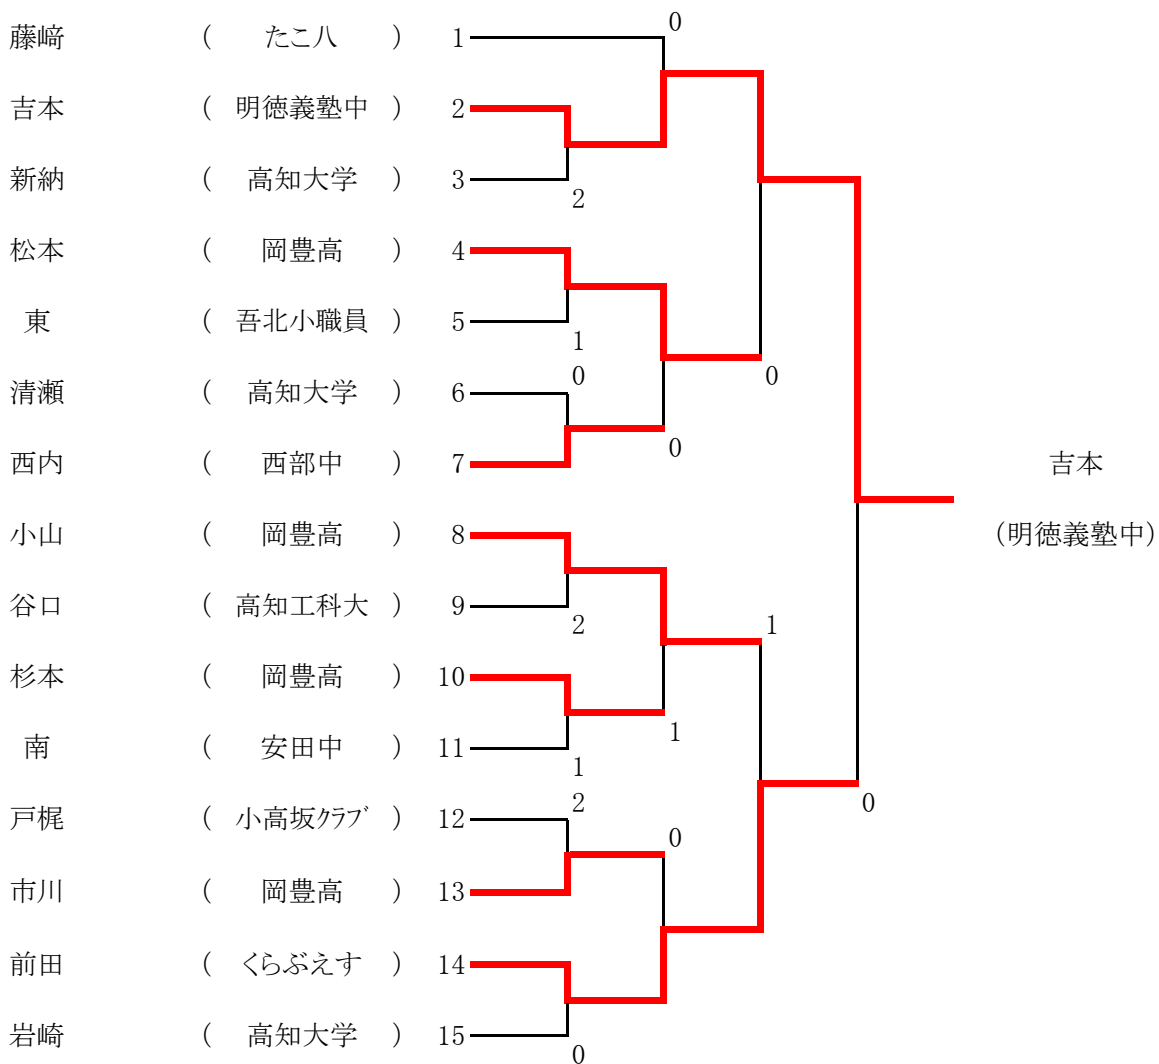 0
藤﨑 ( たこ八 ) 1
吉本 ( 明徳義塾中 ) 2
新納 ( 高知大学 ) 3
2
松本 ( 岡豊高 ) 4
東 ( 吾北小職員 ) 5
1
0 0
清瀬 ( 高知大学 ) 6
0
西内 ( 西部中 ) 7
吉本
(明徳義塾中)
小山 ( 岡豊高 ) 8
谷口 ( 高知工科大 ) 9
2 1
杉本 ( 岡豊高 ) 10
1
南 ( 安田中 ) 11
1
2 0
戸梶 ( 小高坂ｸﾗﾌﾞ ) 12
0
市川 ( 岡豊高 ) 13
前田 ( くらぶえす ) 14
岩崎 ( 高知大学 ) 15
0